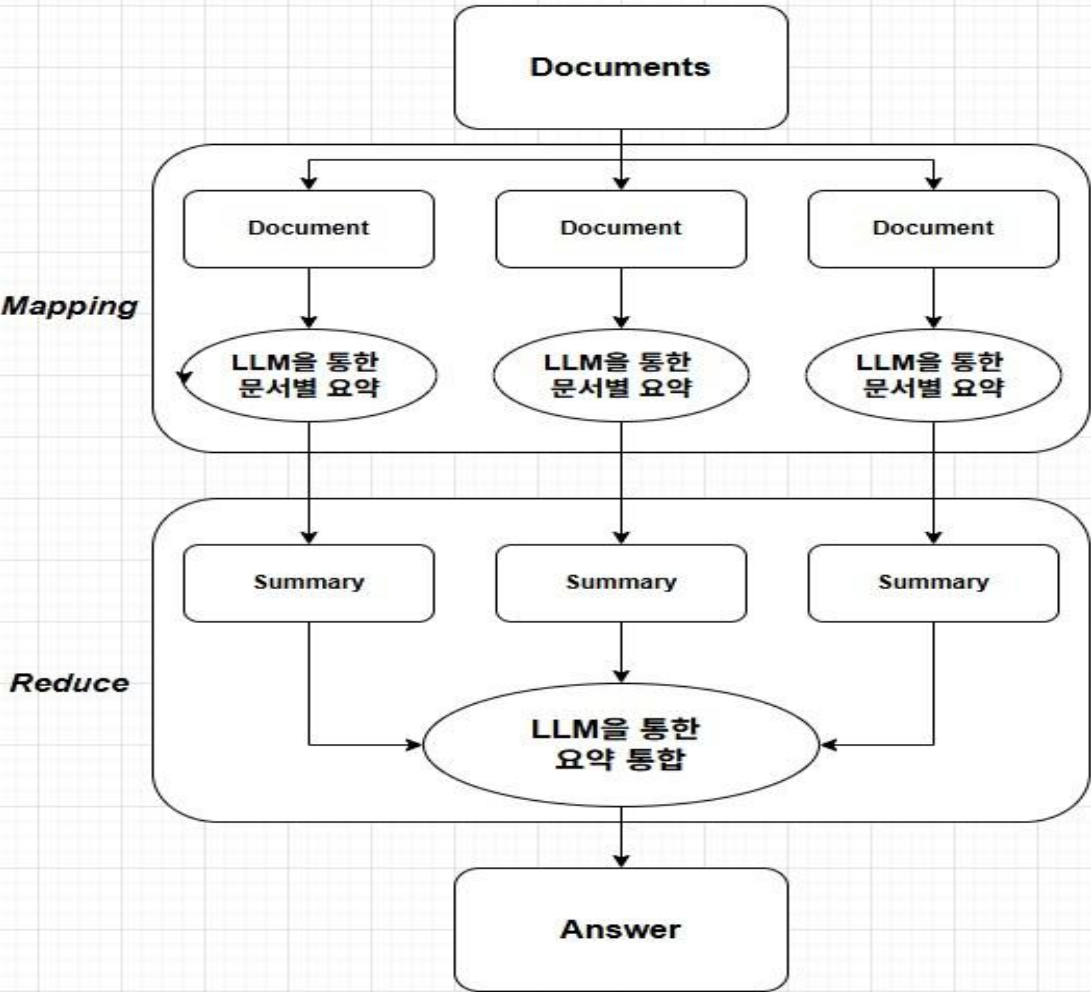 Documents
Document
Document
Document
Mapping
LLM을 통한
문서별 요약
LLM을 통한
문서별 요약
LLM을 통한
문서별 요약
Summary
Summary
Summary
Reduce
LLM을 통한
요약 통합
Answer